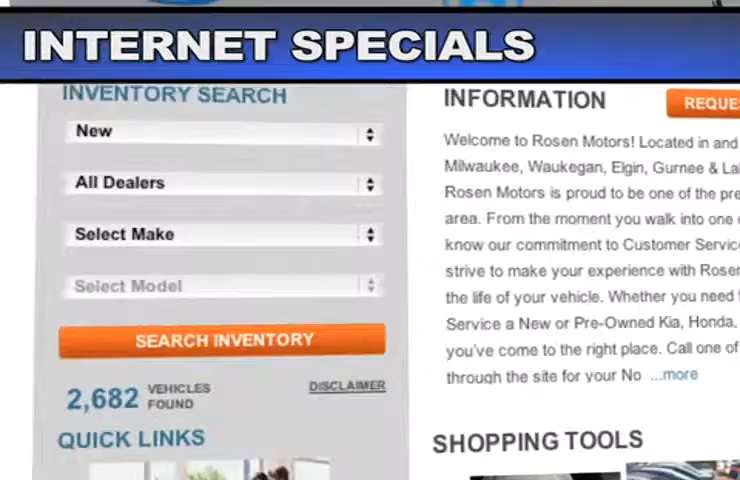 INTERNET SPECIALS
INVENTORY SEARCH
New
All Dealers
Select Make
Select Model
SEARCH INVENTORY
2,682 VEHICLES FOUND
DISCLAIMER
QUICK LINKS
INFORMATION
Welcome to Rosen Motors! Located in and
Milwaukee, Waukegan, Elgin, Gurnee &
Rosen Motors is proud to be one of the
area. From the moment you walk into one
know our commitment to Customer
strive to make your experience with
the life of your vehicle. Whether you need
Service a New or Pre-Owned Kia, Honda.
you've come to the right place. Call one of
through the site for your No ...more
SHOPPING TOOLS